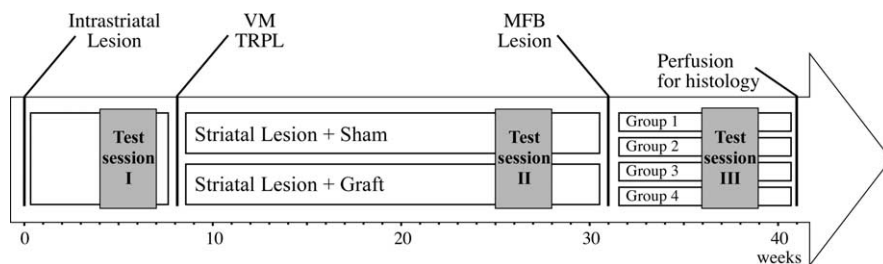 Intrastriatal
Lesion
VM
TRPL
MFB
Lesion
Perfusion
for histology
Test
session
I
Striatal Lesion + Sham
Striatal Lesion + Graft
Test
session
II
Group 1
Group 2
Group 3
Group 4
Test
session
III
0 10 20 30 40
weeks